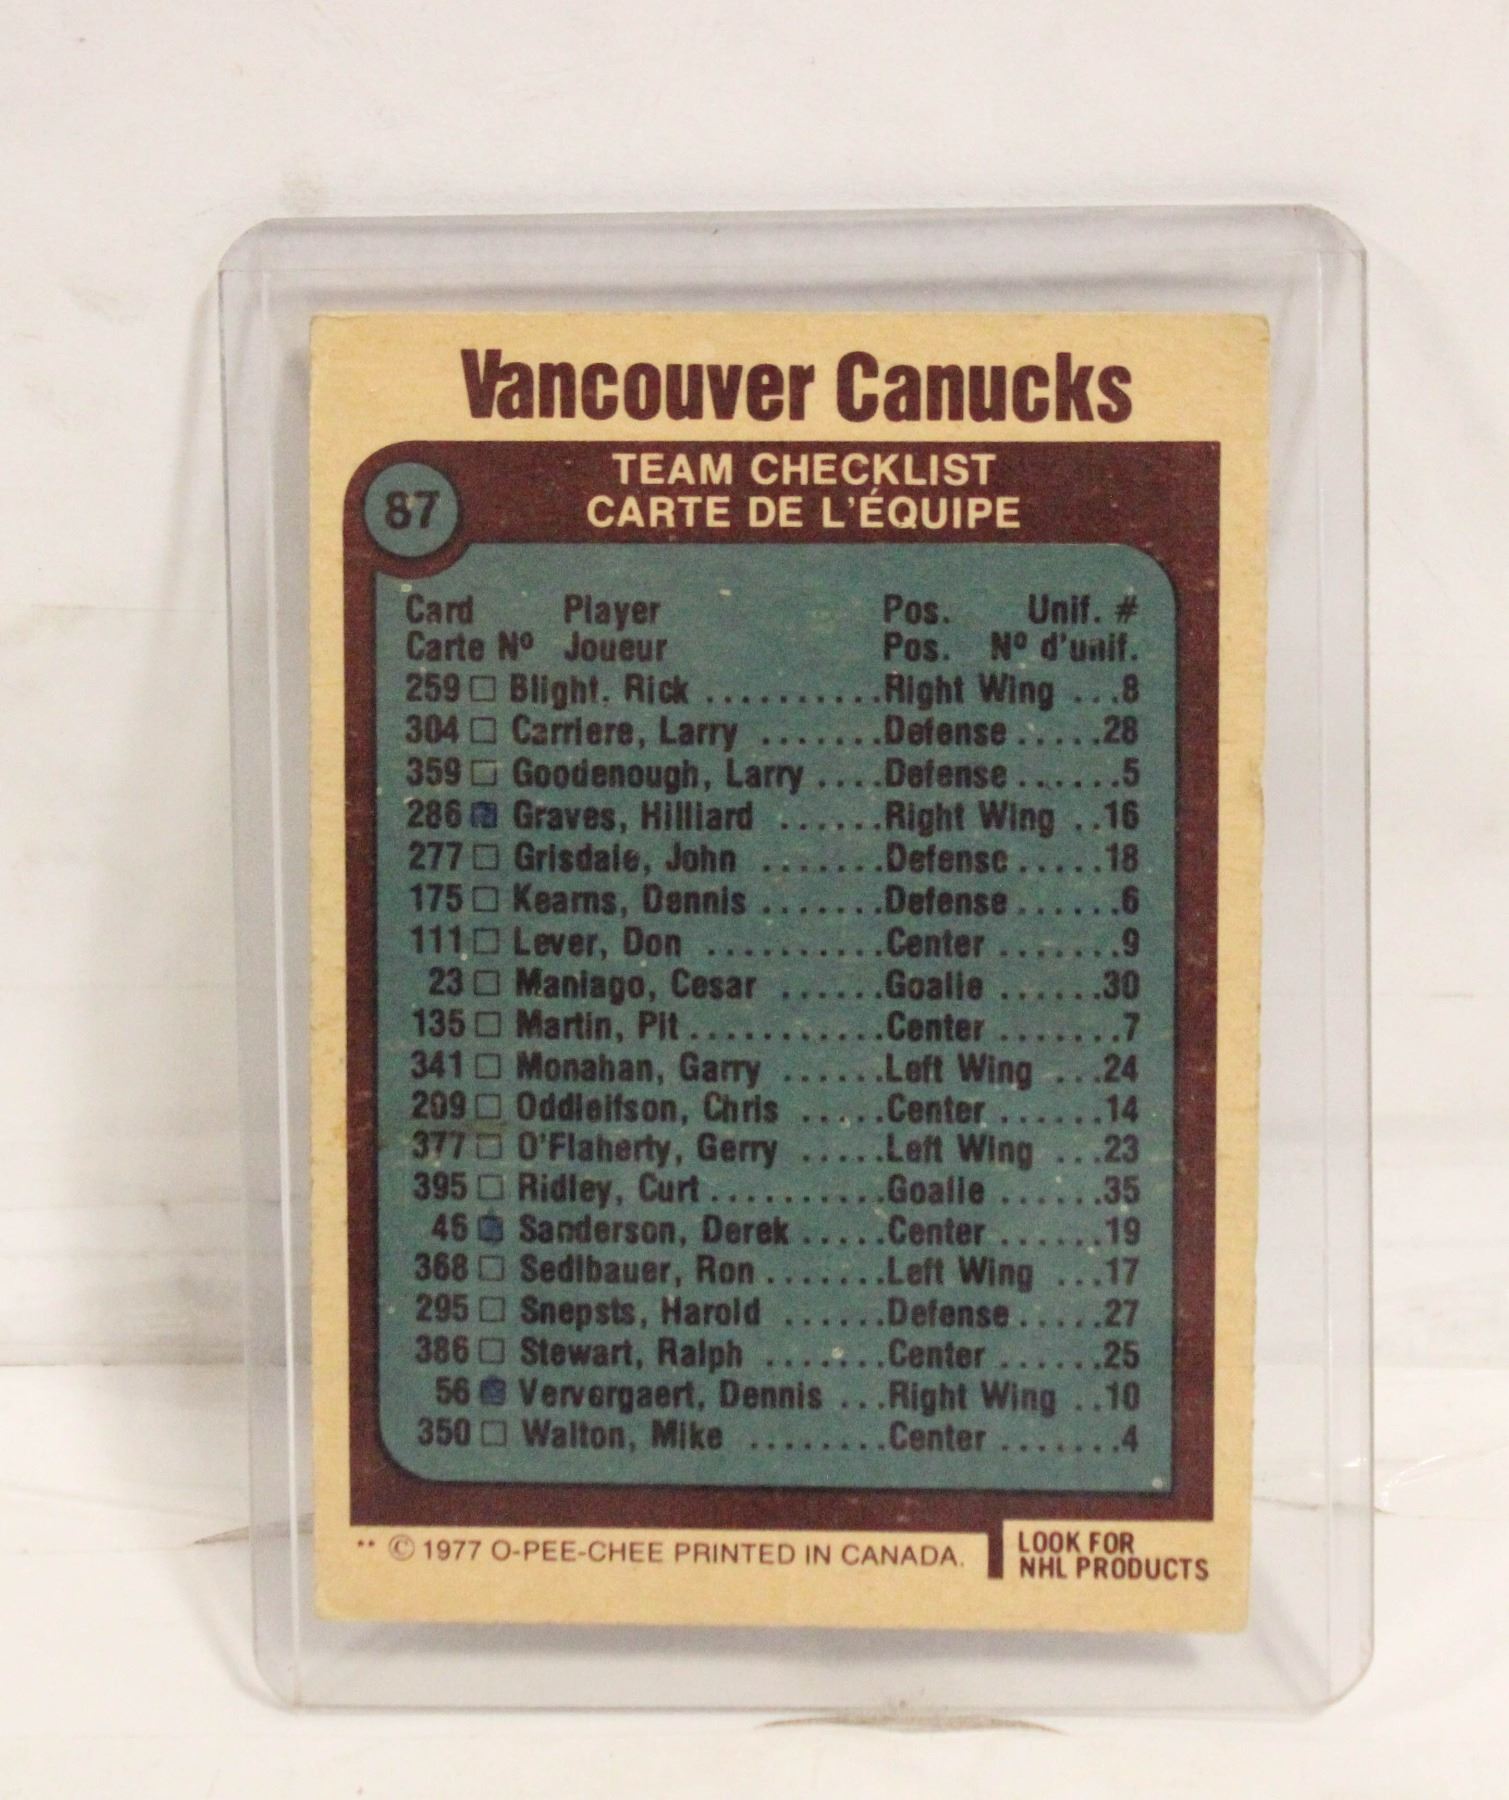 Vancouver Canucks
TEAM CHECKLIST
CARTE DE L'ÉQUIPE
87
Card Player Pos. Unif. #
Carte Nº Joueur Pos. Nº d'unif.
259 □ Blight, Rick ..........Right Wing ...8
304 □ Carriere, Larry .......Defense .....28
359 □ Goodenough, Larry ....Defense ......5
286 ■ Graves, Hilliard ......Right Wing ..16
277 □ Grisdale, John .......Defense .....18
175 □ Kearns, Dennis .......Defense ......6
111 □ Lever, Don ...........Center .......9
23 □ Maniago, Cesar ......Goalie ......30
135 □ Martin, Pit ............Center .......7
341 □ Monahan, Garry ......Left Wing ...24
209 □ Oddleifson, Chris .....Center ......14
377 □ O'Flaherty, Gerry .....Left Wing ...23
395 □ Ridley, Curt ...........Goalie ......35
46 ■ Sanderson, Derek .....Center ......19
368 □ Sedlbauer, Ron .......Left Wing ...17
295 □ Snepsts, Harold ......Defense .....27
386 □ Stewart, Ralph .......Center ......25
56 ■ Ververgaert, Dennis ...Right Wing ..10
350 □ Walton, Mike ........Center .......4
** © 1977 O-PEE-CHEE PRINTED IN CANADA.
LOOK FOR
NHL PRODUCTS